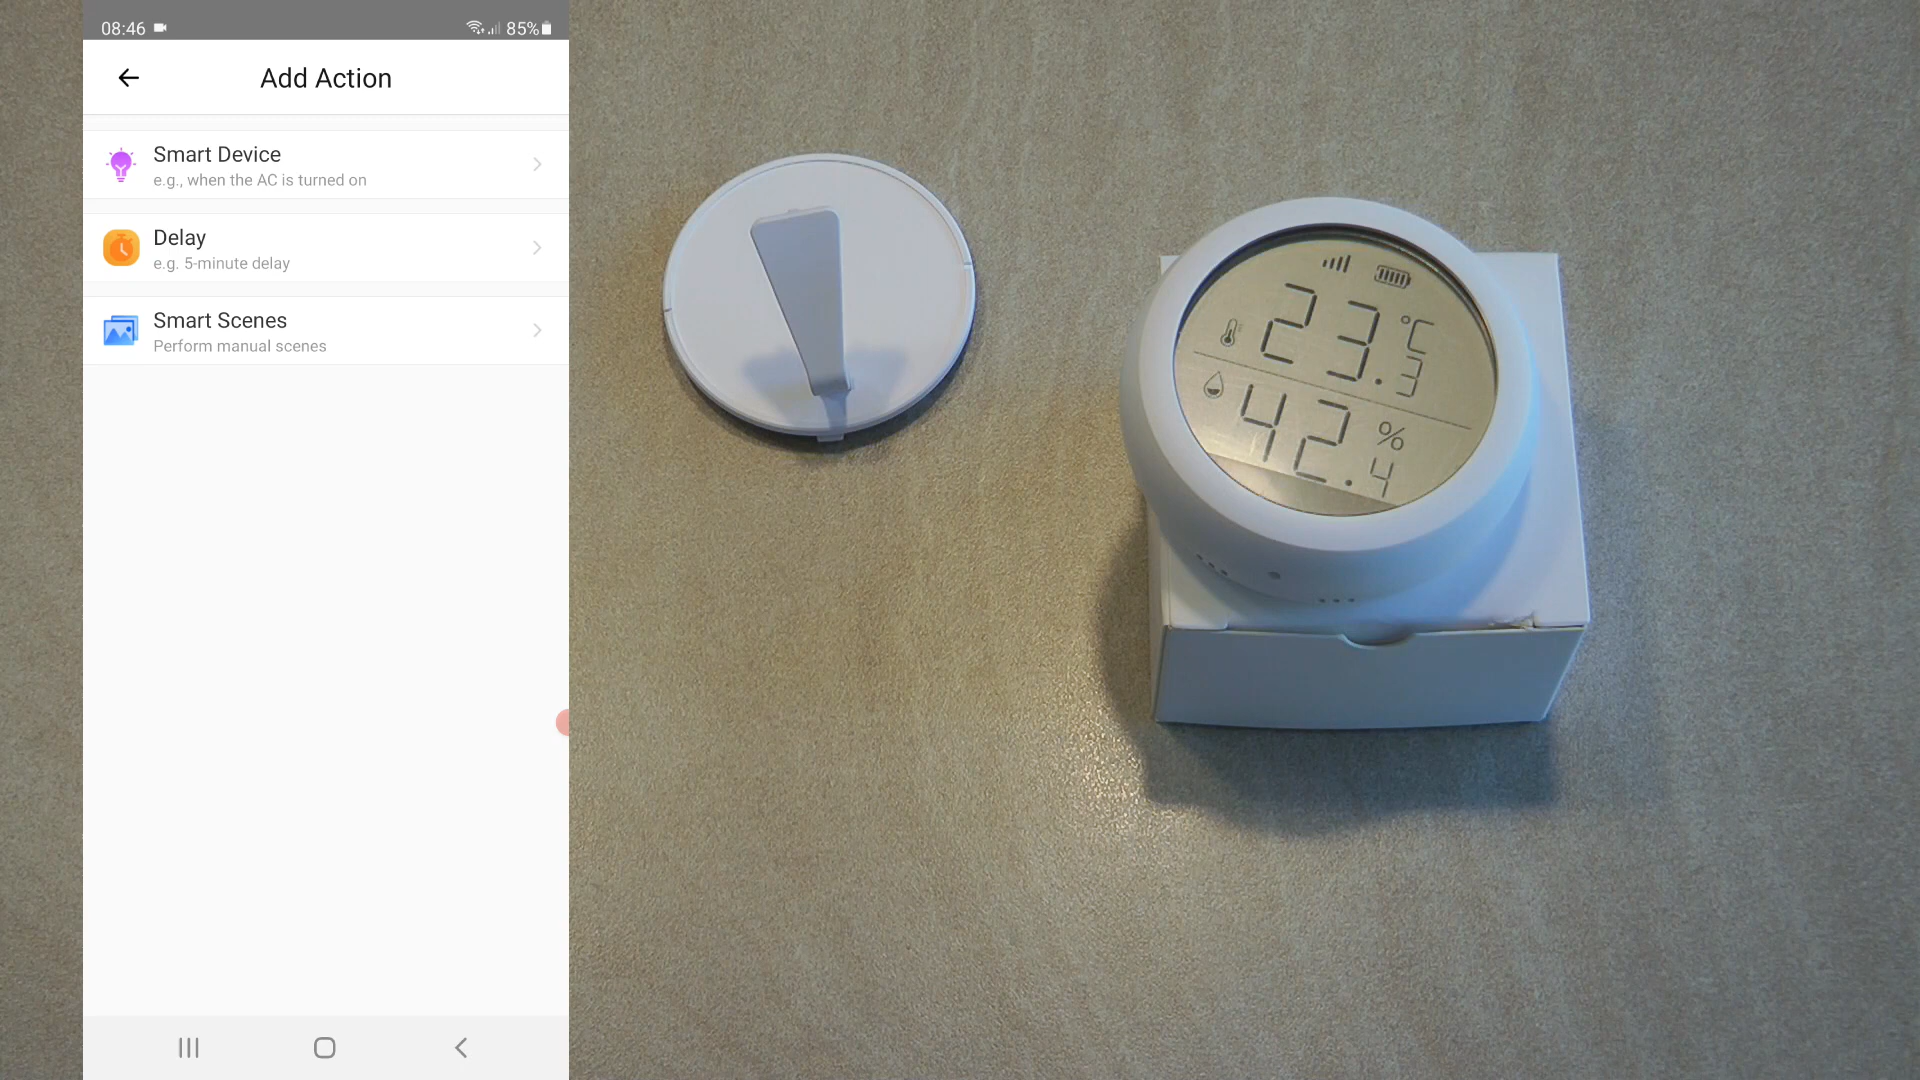 08:46
85%
Add Action
Smart Device
e.g., when the AC is turned on
Delay
e.g. 5-minute delay
Smart Scenes
Perform manual scenes
23.3 °C
42.4 %